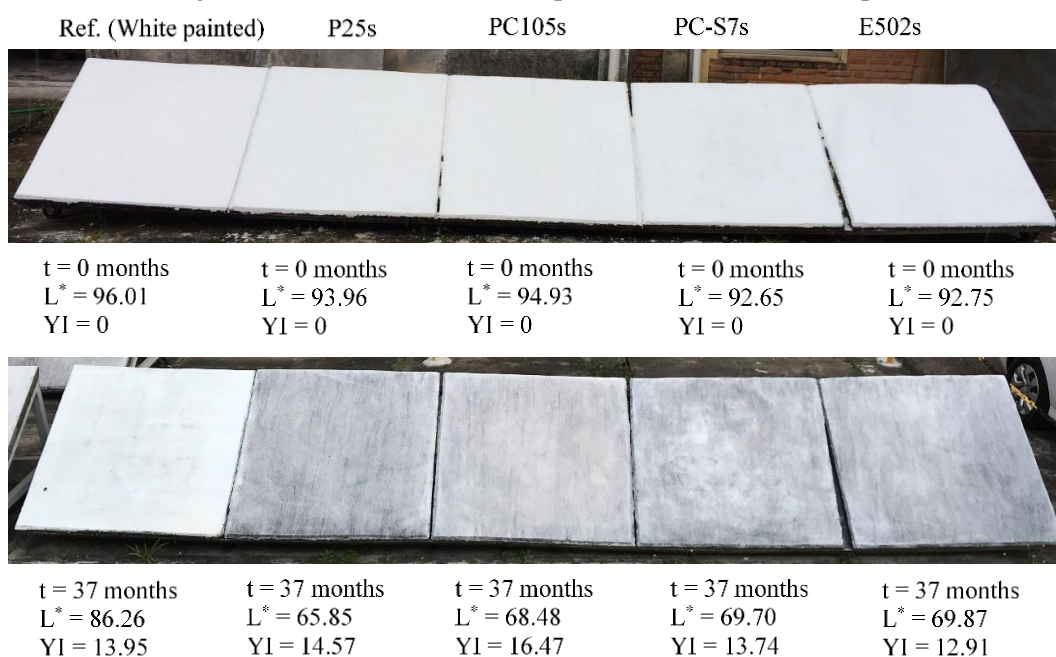 Ref. (White painted) P25s PC105s PC-S7s E502s
t = 0 months t = 0 months t = 0 months t = 0 months t = 0 months
L* = 96.01 L* = 93.96 L* = 94.93 L* = 92.65 L* = 92.75
YI = 0 YI = 0 YI = 0 YI = 0 YI = 0
t = 37 months t = 37 months t = 37 months t = 37 months t = 37 months
L* = 86.26 L* = 65.85 L* = 68.48 L* = 69.70 L* = 69.87
YI = 13.95 YI = 14.57 YI = 16.47 YI = 13.74 YI = 12.91